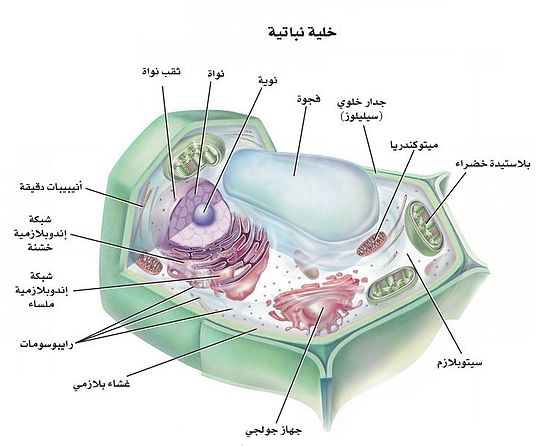 خلية نباتية
ثقب نواة
نواة
نوية
فجوة
جدار خلوي
(سيليلوز)
ميتوكندريا
بلاستيدة خضراء
أنيبيبات دقيقة
شبكة
إندوبلازمية
خشنة
شبكة
إندوبلازمية
ملساء
رايبوسومات
غشاء بلازمي
جهاز جولجي
سيتوبلازم